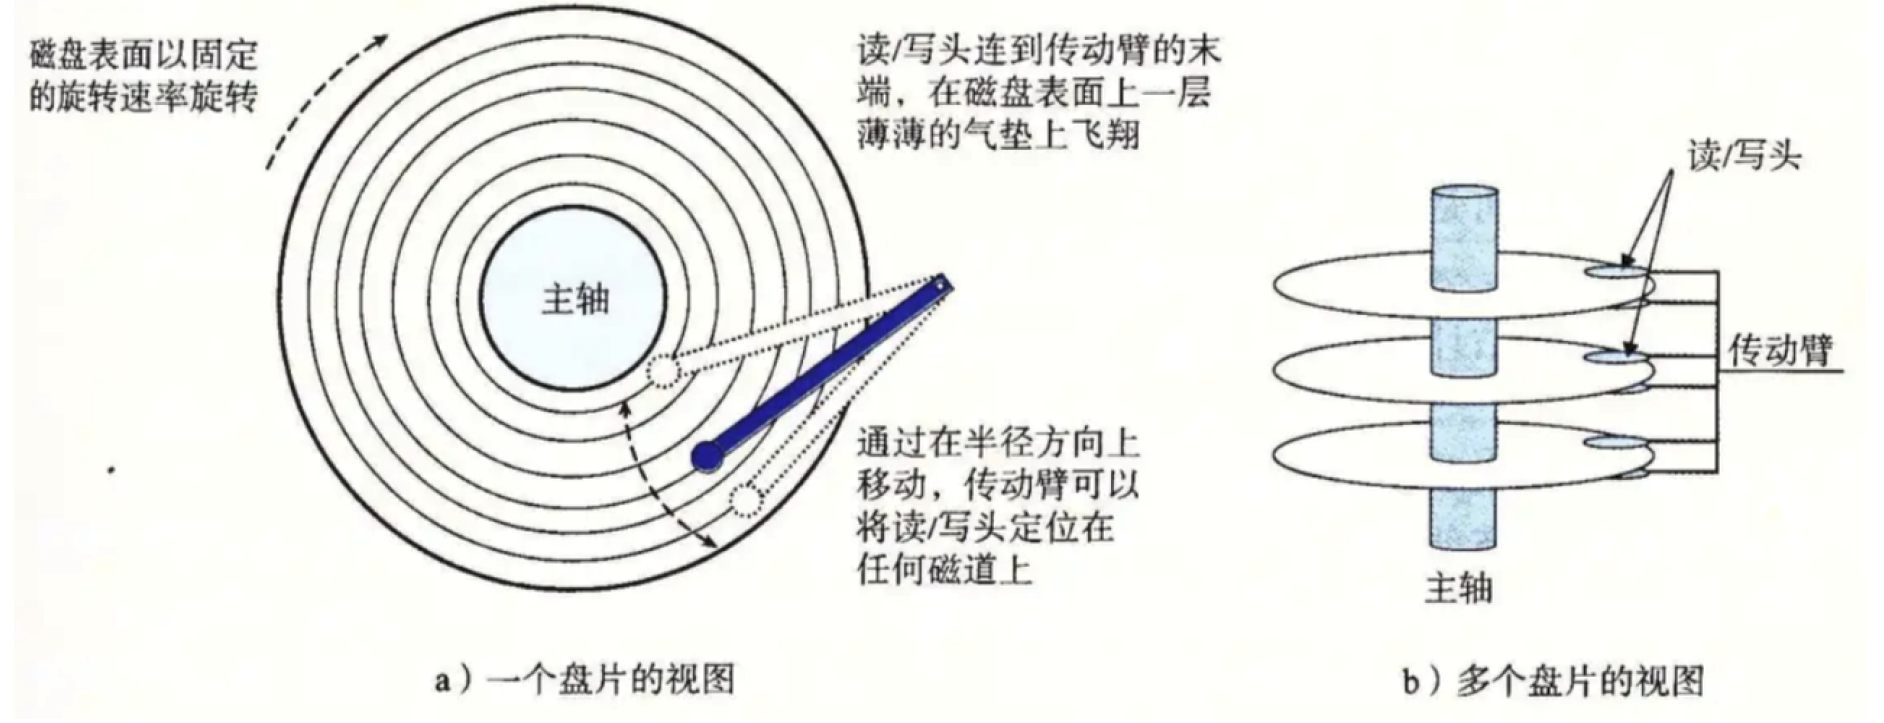 磁盘表面以固定
的旋转速率旋转
读/写头连到传动臂的末
端，在磁盘表面上一层
薄薄的气垫上飞翔
主轴
通过在半径方向上
移动，传动臂可以
将读/写头定位在
任何磁道上
a）一个盘片的视图
读/写头
传动臂
主轴
b）多个盘片的视图